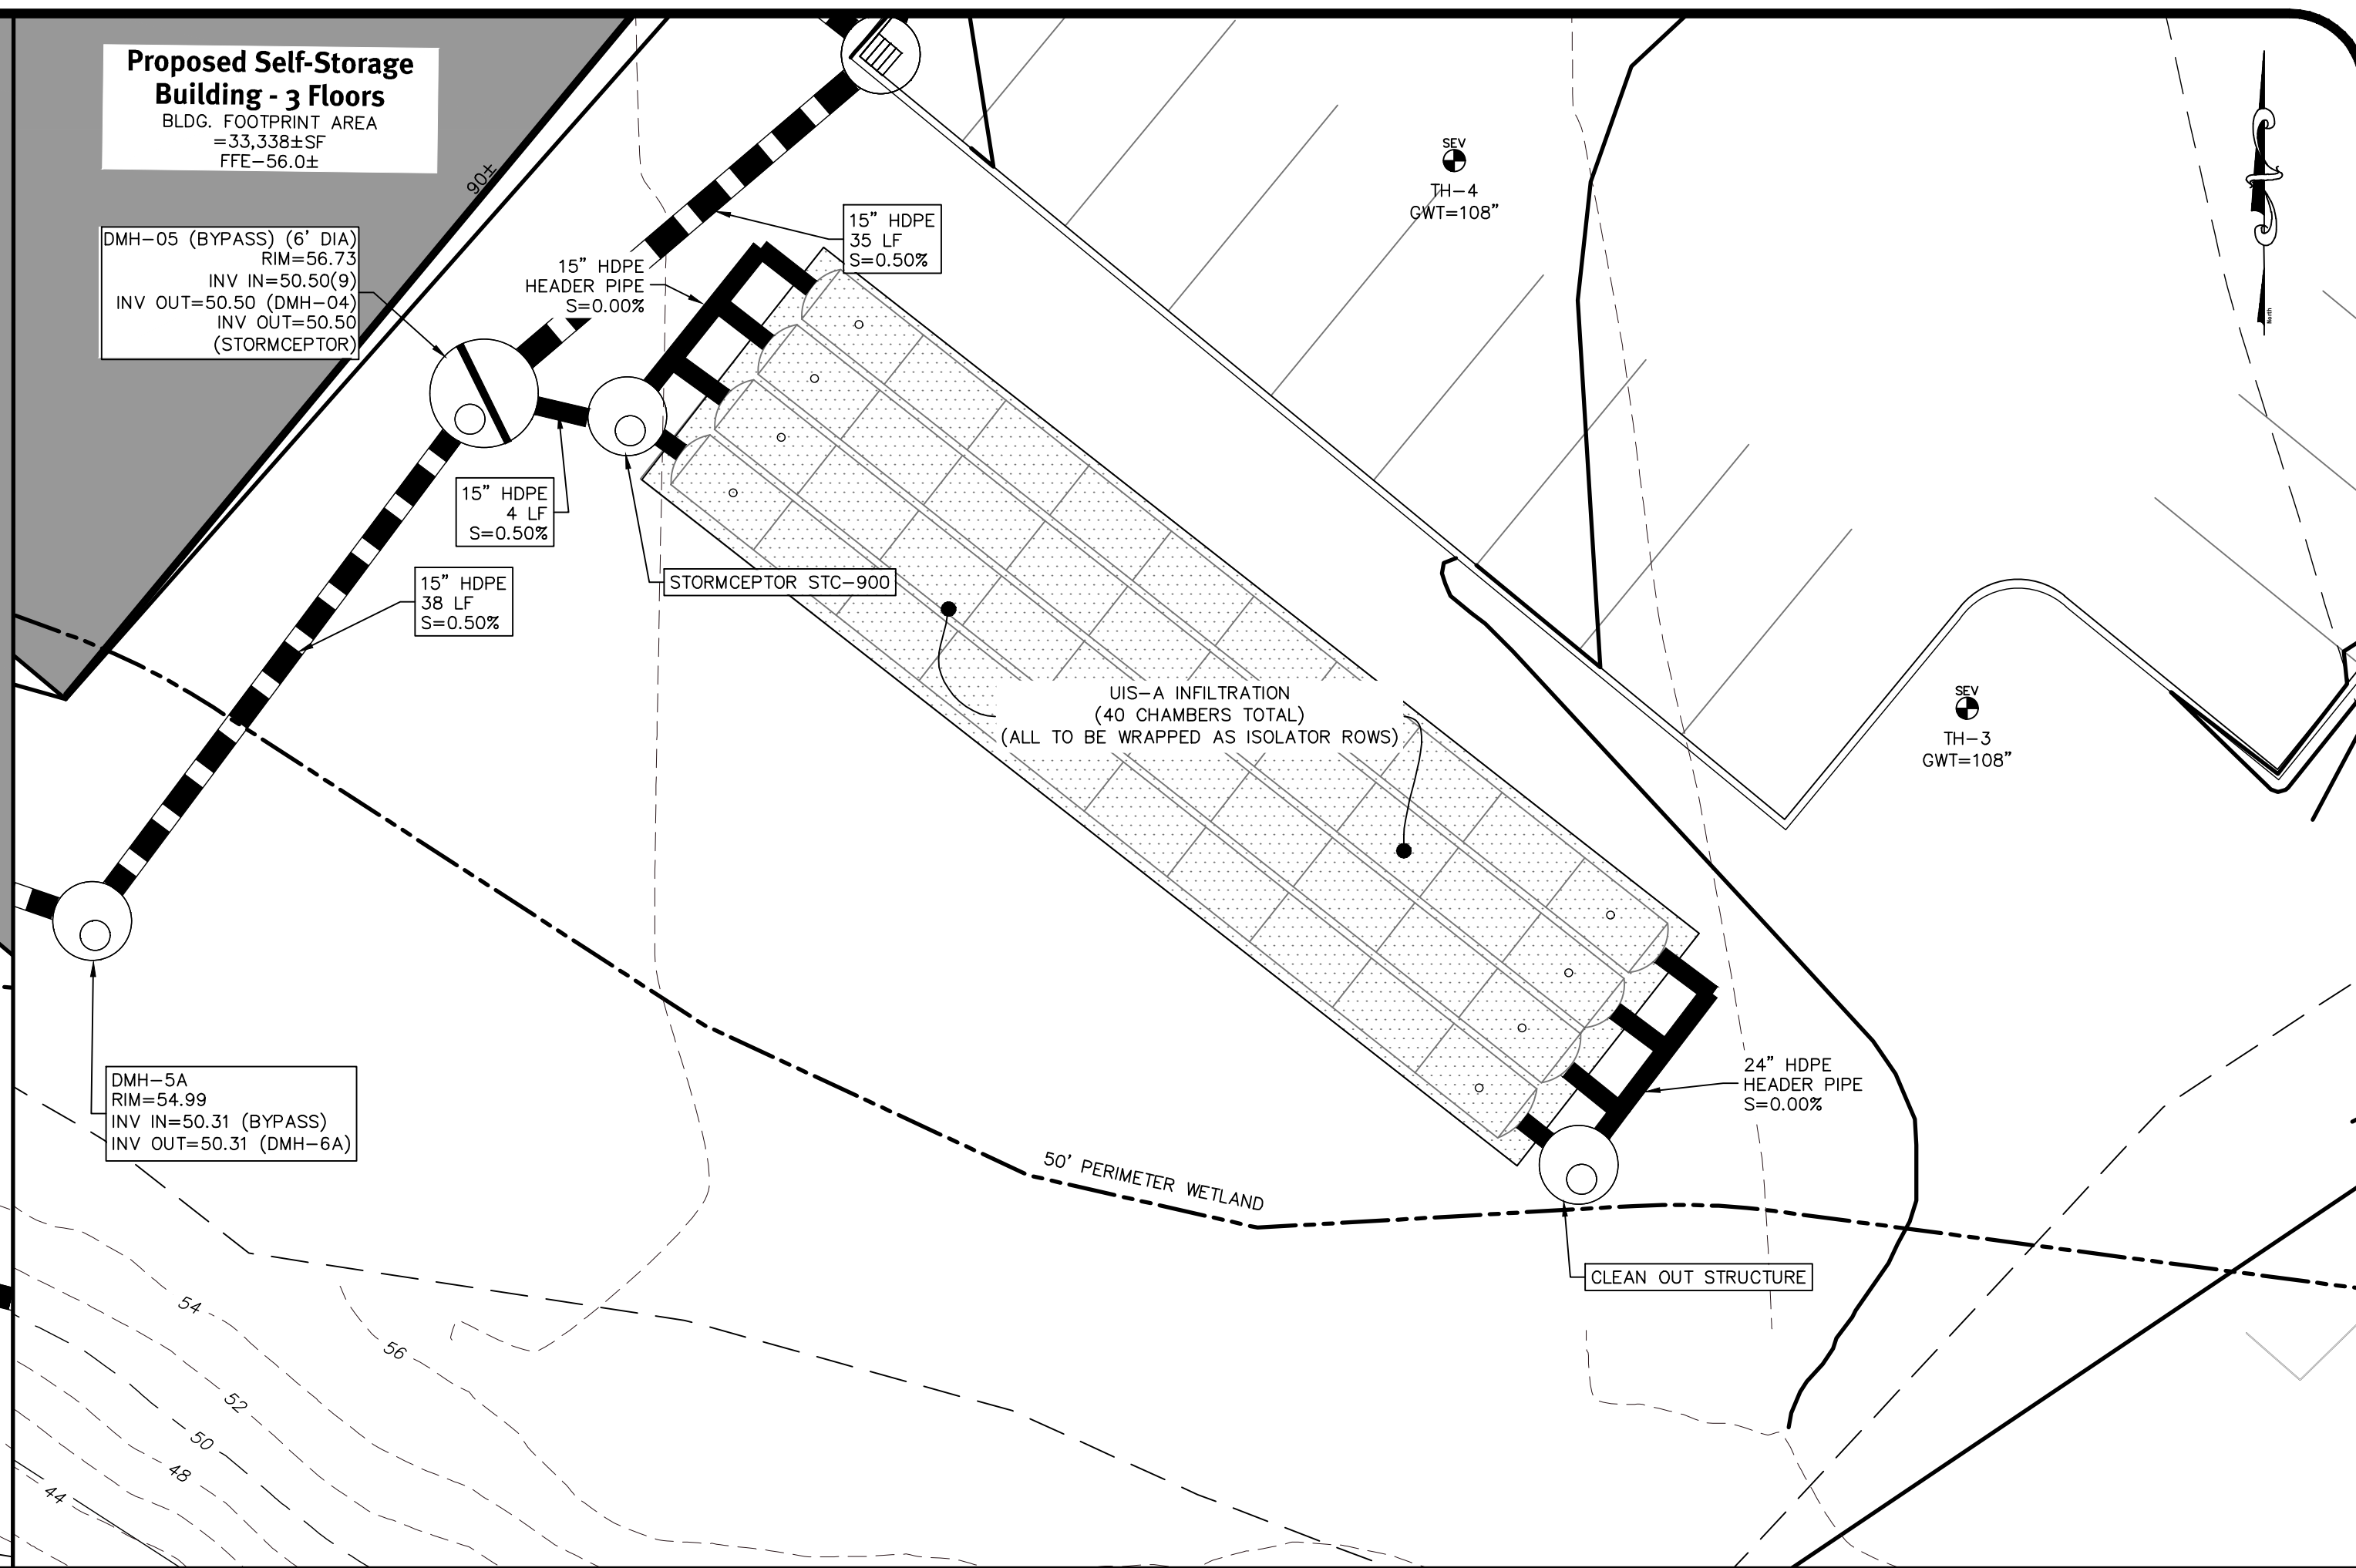 Proposed Self-Storage
Building - 3 Floors
BLDG. FOOTPRINT AREA
=33,338±SF
FFE-56.0±
90±
DMH-05 (BYPASS) (6' DIA)
RIM=56.73
INV IN=50.50(9)
INV OUT=50.50 (DMH-04)
INV OUT=50.50
(STORMCEPTOR)
15" HDPE
HEADER PIPE
S=0.00%
15" HDPE
35 LF
S=0.50%
SEV
TH-4
GWT=108"
North
15" HDPE
4 LF
S=0.50%
15" HDPE
38 LF
S=0.50%
STORMCEPTOR STC-900
UIS-A INFILTRATION
(40 CHAMBERS TOTAL)
(ALL TO BE WRAPPED AS ISOLATOR ROWS)
SEV
TH-3
GWT=108"
DMH-5A
RIM=54.99
INV IN=50.31 (BYPASS)
INV OUT=50.31 (DMH-6A)
24" HDPE
HEADER PIPE
S=0.00%
50' PERIMETER WETLAND
CLEAN OUT STRUCTURE
54
56
52
50
48
44